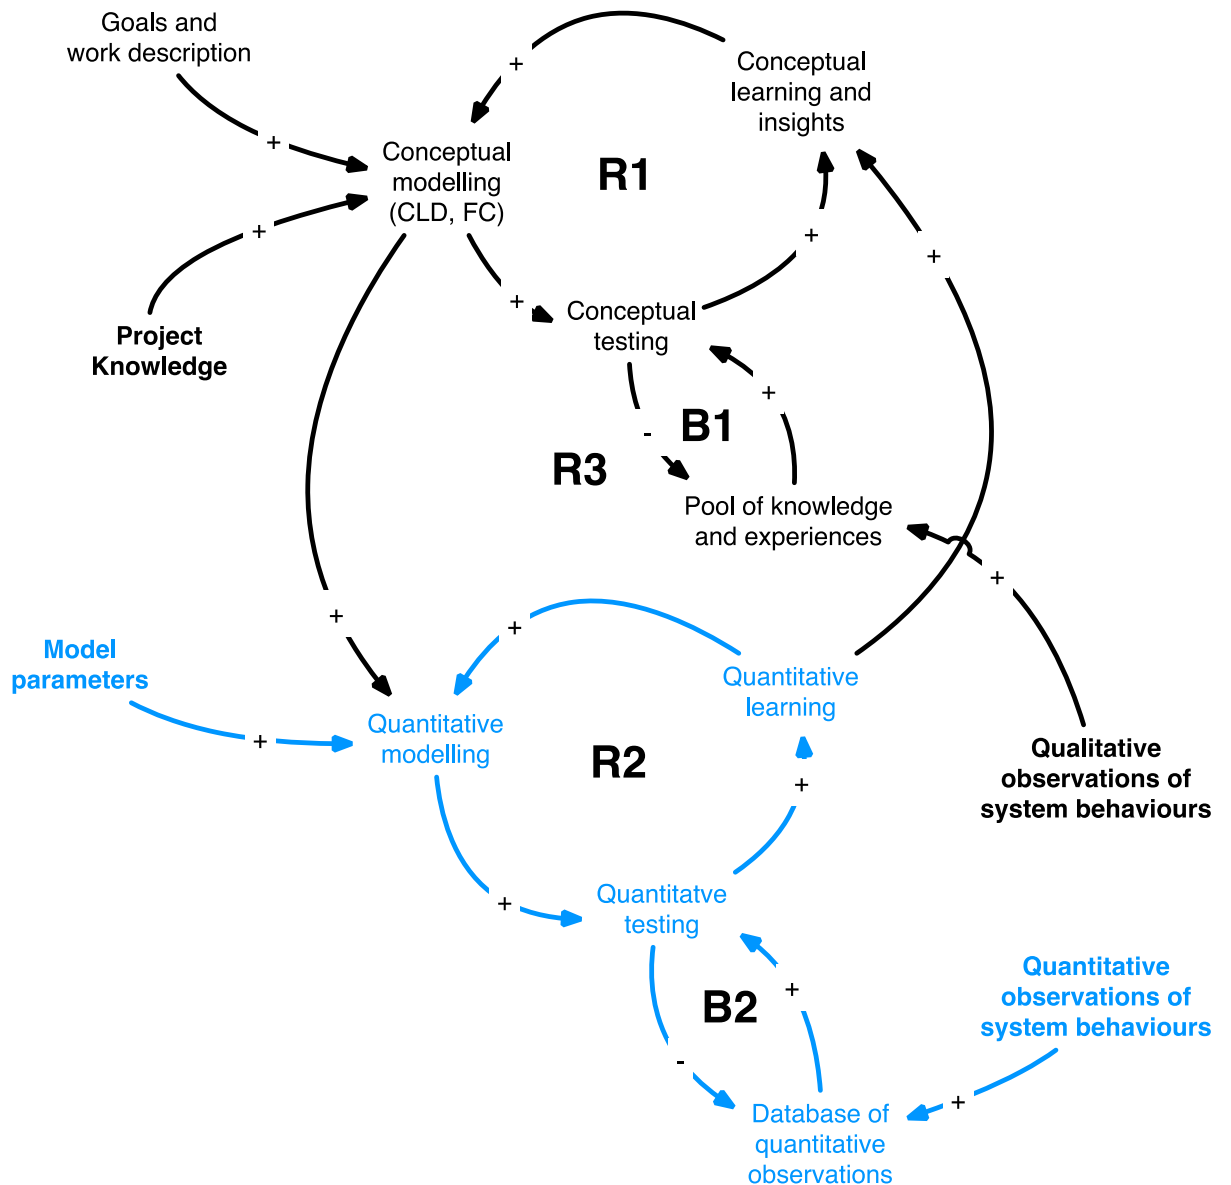 Goals and
work description
+
Conceptual
learning and
insights
+
Conceptual
modelling
(CLD, FC)
R1
+
+
+
+
Project
Knowledge
Conceptual
testing
+
-
B1
R3
Pool of knowledge
and experiences
+
+
+
Model
parameters
Quantitative
learning
+
Quantitative
modelling
R2
+
Qualitative
observations of
system behaviours
Quantitatve
testing
+
Quantitative
observations of
system behaviours
B2
+
-
+
Database of
quantitative
observations